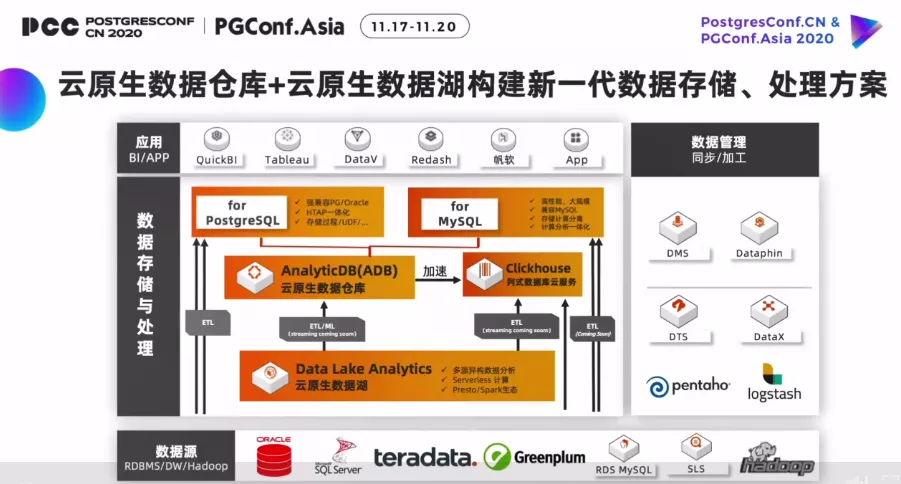 PCC
POSTGRESCONF
CN 2020
PGConf.Asia
11.17-11.20
PostgresConf.CN &
PGConf.Asia 2020
云原生数据仓库+云原生数据湖构建新一代数据存储、处理方案
应用
BI/APP
QuickBI
Tableau
DataV
Redash
帆软
App
数据管理
同步/加工
数据存储与处理
for
PostgreSQL
强兼容PG/Oracle
HTAP一体化
存储过程/UDF/...
for
MySQL
高性能、大规模
兼容MySQL
存储计算分离
计算分析一体化
AnalyticDB(ADB)
云原生数据仓库
加速
Clickhouse
列式数据库云服务
ETL
ETL/ML
(streaming coming soon)
ETL
(streaming coming soon)
ETL
(Coming Soon)
Data Lake Analytics
云原生数据湖
多源异构数据分析
Serverless 计算
Presto/Spark生态
DMS
Dataphin
DTS
DataX
pentaho
logstash
数据源
RDBMS/DW/Hadoop
ORACLE
Microsoft
SQL Server
teradata.
Greenplum
RDS MySQL
SLS
hadoop